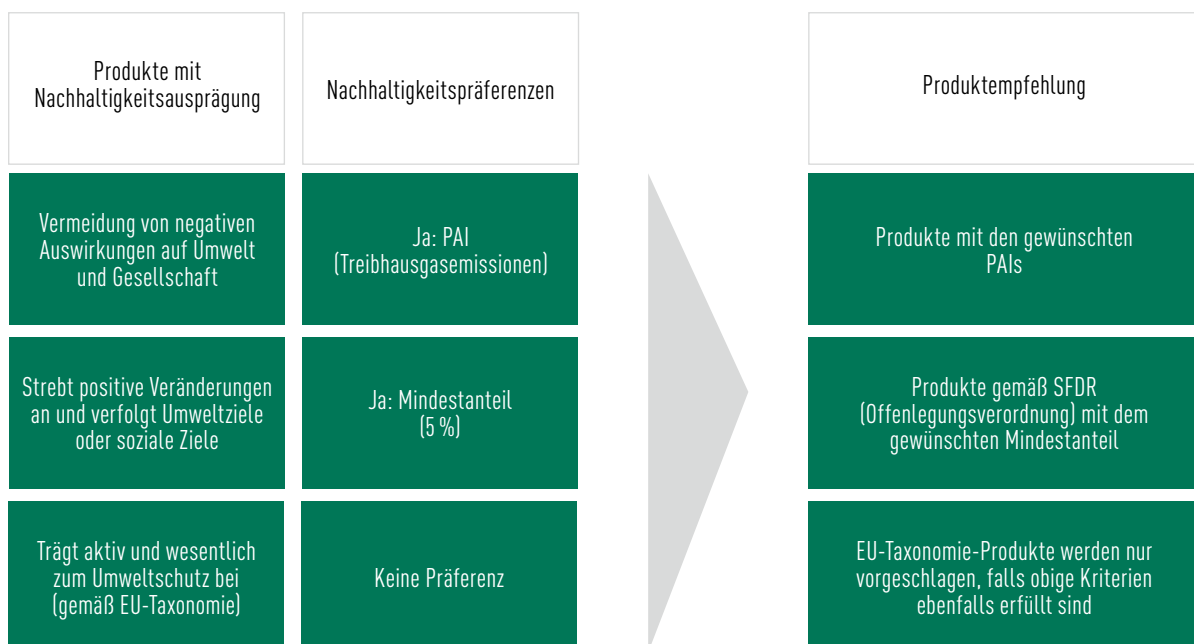 Produkte mit
Nachhaltigkeitsausprägung
Nachhaltigkeitspräferenzen
Produktempfehlung
Vermeidung von negativen
Auswirkungen auf Umwelt
und Gesellschaft
Ja: PAI
(Treibhausgasemissionen)
Produkte mit den gewünschten
PAIs
Strebt positive Veränderungen
an und verfolgt Umweltziele
oder soziale Ziele
Ja: Mindestanteil
(5 %)
Produkte gemäß SFDR
(Offenlegungsverordnung) mit dem
gewünschten Mindestanteil
Trägt aktiv und wesentlich
zum Umweltschutz bei
(gemäß EU-Taxonomie)
Keine Präferenz
EU-Taxonomie-Produkte werden nur
vorgeschlagen, falls obige Kriterien
ebenfalls erfüllt sind